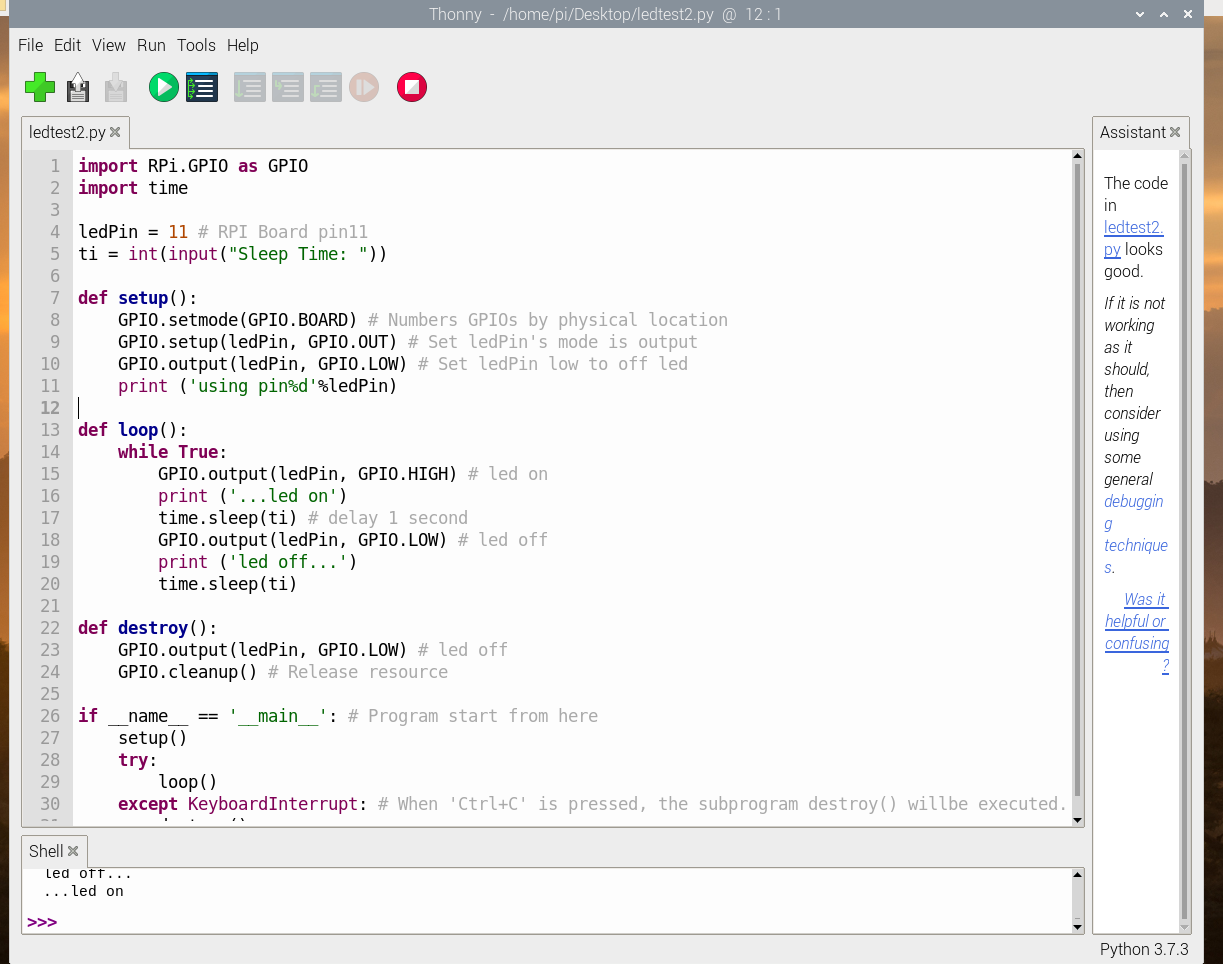 Thonny - /home/pi/Desktop/ledtest2.py @ 12 : 1
File Edit View Run Tools Help
ledtest2.py
1 import RPi.GPIO as GPIO
2 import time
3
4 ledPin = 11 # RPI Board pin11
5 ti = int(input("Sleep Time: "))
6
7 def setup():
8     GPIO.setmode(GPIO.BOARD) # Numbers GPIOs by physical location
9     GPIO.setup(ledPin, GPIO.OUT) # Set ledPin's mode is output
10     GPIO.output(ledPin, GPIO.LOW) # Set ledPin low to off led
11     print ('using pin%d'%ledPin)
12
13 def loop():
14     while True:
15         GPIO.output(ledPin, GPIO.HIGH) # led on
16         print ('...led on')
17         time.sleep(ti) # delay 1 second
18         GPIO.output(ledPin, GPIO.LOW) # led off
19         print ('led off...')
20         time.sleep(ti)
21
22 def destroy():
23     GPIO.output(ledPin, GPIO.LOW) # led off
24     GPIO.cleanup() # Release resource
25
26 if __name__ == '__main__': # Program start from here
27     setup()
28     try:
29         loop()
30     except KeyboardInterrupt: # When 'Ctrl+C' is pressed, the subprogram destroy() willbe executed.
Shell
led off...
...led on
>>>
Assistant
The code
in
ledtest2.
py looks
good.
If it is not
working
as it
should,
then
consider
using
some
general
debuggin
g
technique
s.
Was it
helpful or
confusing
?
Python 3.7.3